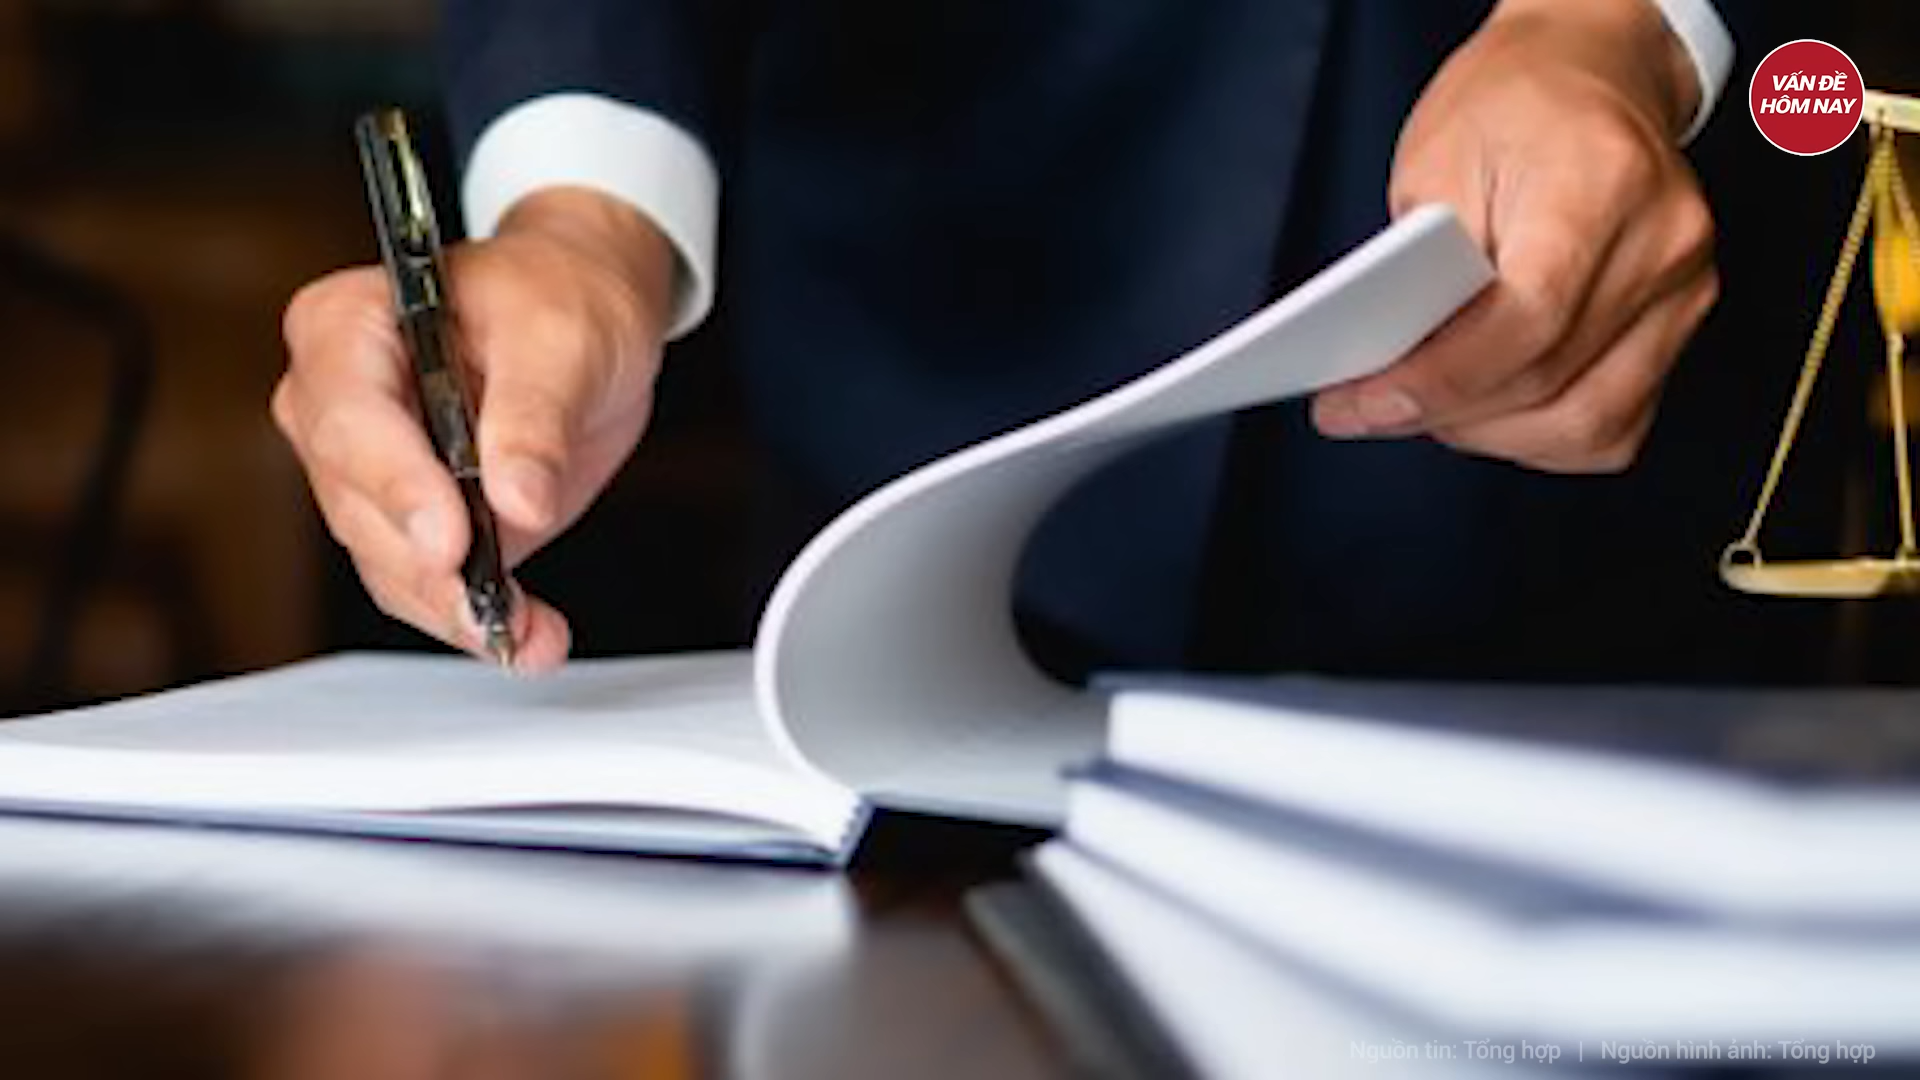 VẤN ĐỀ
HÔM NAY
Nguồn tin: Tổng hợp | Nguồn hình ảnh: Tổng hợp